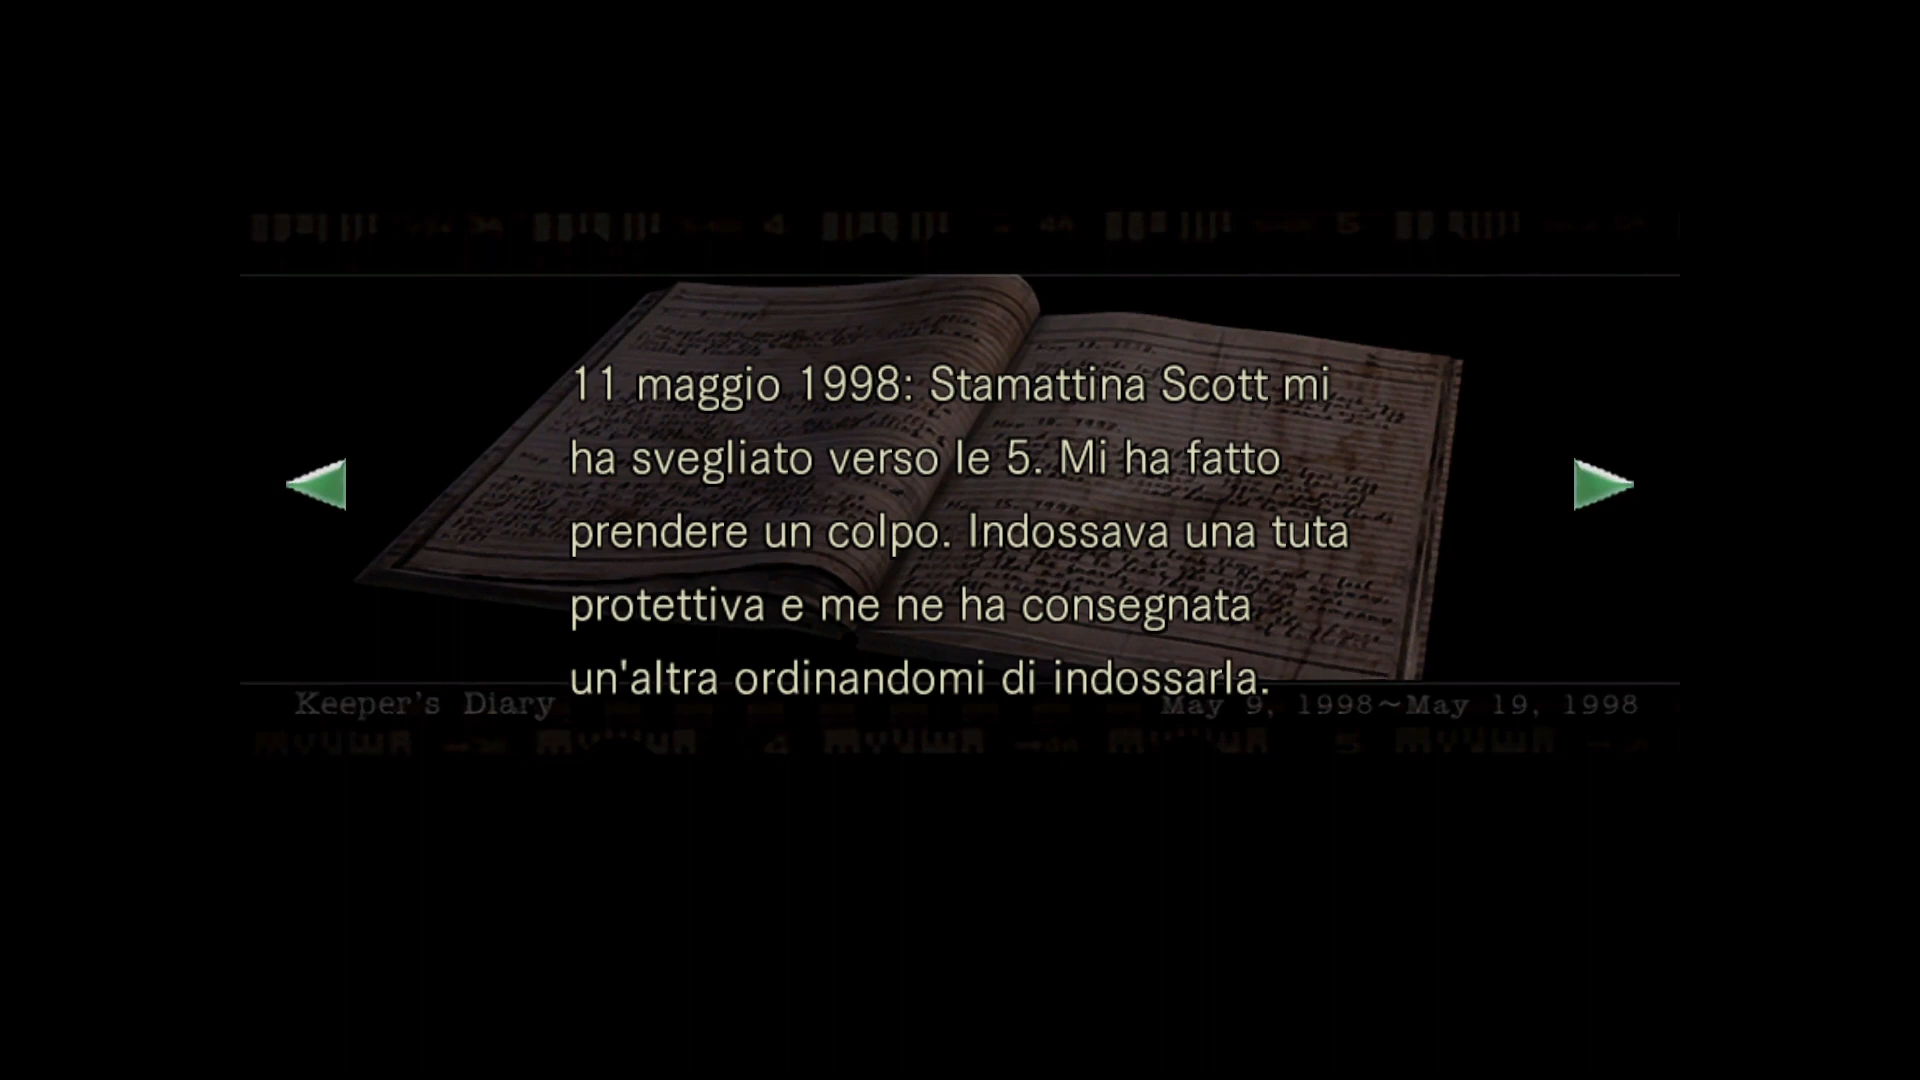 11 maggio 1998: Stamattina Scott mi
ha svegliato verso le 5. Mi ha fatto
prendere un colpo. Indossava una tuta
protettiva e me ne ha consegnata
un'altra ordinandomi di indossarla.
Keeper's Diary
May 9, 1998~May 19, 1998